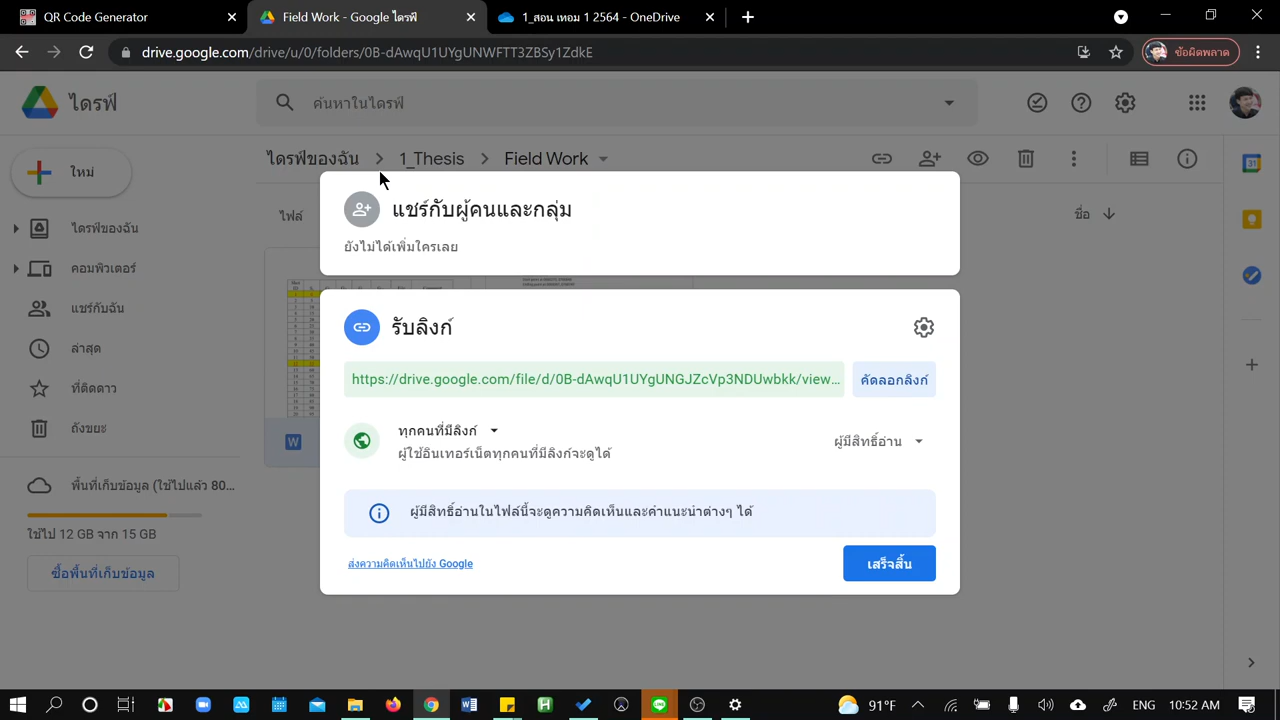 QR Code Generator
Field Work - Google ไดรฟ์
1_สอน เทอม 1 2564 - OneDrive
drive.google.com/drive/u/0/folders/0B-dAwqU1UYgUNWFTT3ZBSy1ZdkE
ข้อผิดพลาด
ไดรฟ์
ค้นหาในไดรฟ์
ใหม่
ไดรฟ์ของฉัน
1_Thesis
Field Work
ไฟล์
ชื่อ
แชร์กับผู้คนและกลุ่ม
ยังไม่ได้เพิ่มใครเลย
ไดรฟ์ของฉัน
คอมพิวเตอร์
แชร์กับฉัน
ล่าสุด
ที่ติดดาว
ถังขยะ
พื้นที่เก็บข้อมูล (ใช้ไปแล้ว 80...
ใช้ไป 12 GB จาก 15 GB
ซื้อพื้นที่เก็บข้อมูล
รับลิงก์
https://drive.google.com/file/d/0B-dAwqU1UYgUNGJZcVp3NDUwbkk/view...
คัดลอกลิงก์
ทุกคนที่มีลิงก์
ผู้ใช้อินเทอร์เน็ตทุกคนที่มีลิงก์จะดูได้
ผู้มีสิทธิ์อ่าน
ผู้มีสิทธิ์อ่านในไฟล์นี้จะดูความคิดเห็นและคำแนะนำต่างๆ ได้
ส่งความคิดเห็นไปยัง Google
เสร็จสิ้น
W
91°F
ENG
10:52 AM